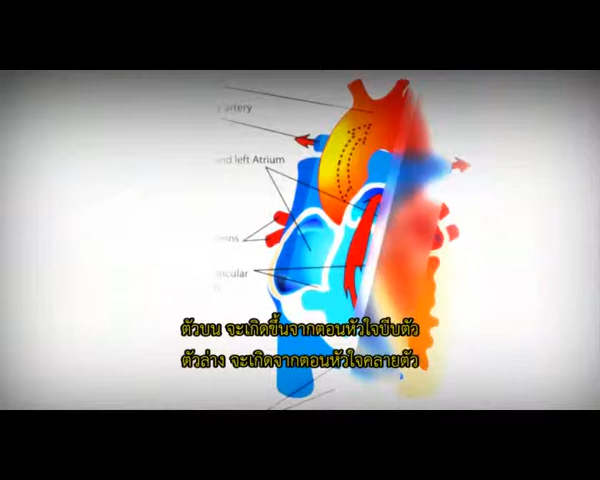 artery
and left Atrium
ตัวบน จะเกิดขึ้นจากตอนหัวใจบีบตัว
ตัวล่าง จะเกิดจากตอนหัวใจคลายตัว